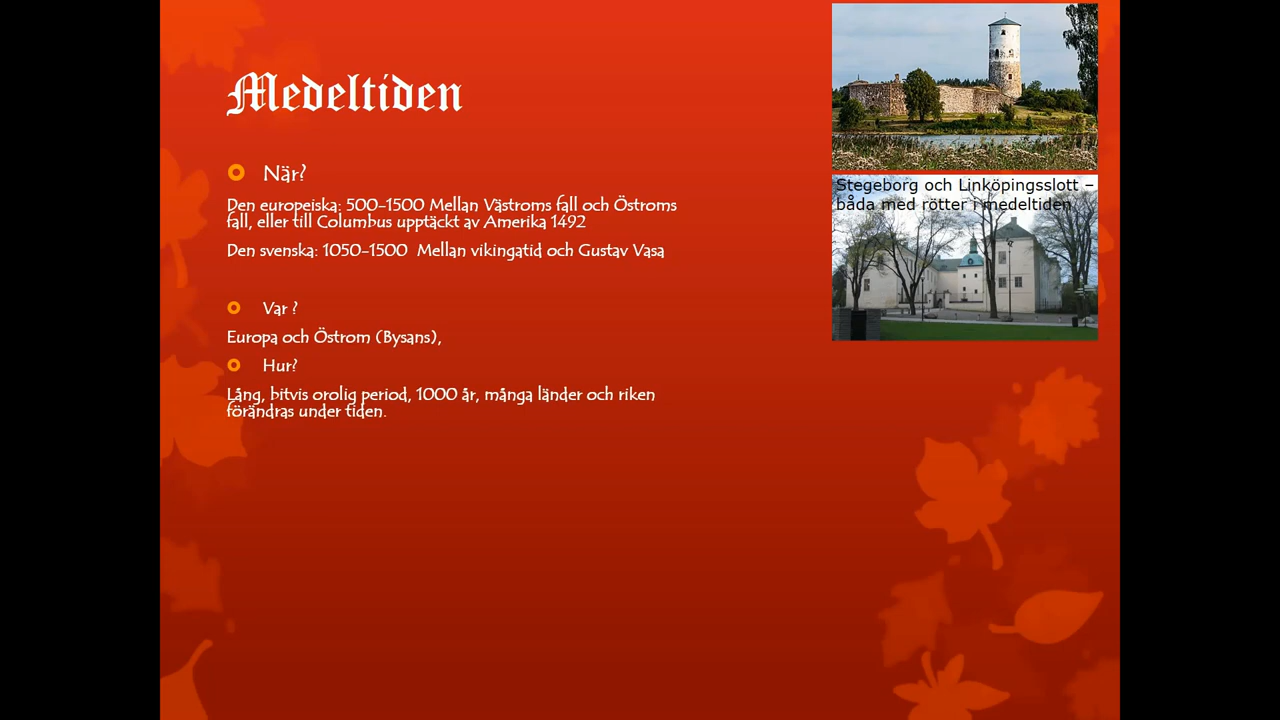 Medeltiden
När?
Den europeiska: 500-1500 Mellan Västroms fall och Östroms
fall, eller till Columbus upptäckt av Amerika 1492
Den svenska: 1050-1500  Mellan vikingatid och Gustav Vasa
Var ?
Europa och Östrom (Bysans),
Hur?
Lång, bitvis orolig period, 1000 år, många länder och riken
förändras under tiden.
Stegeborg och Linköpingsslott –
båda med rötter i medeltiden